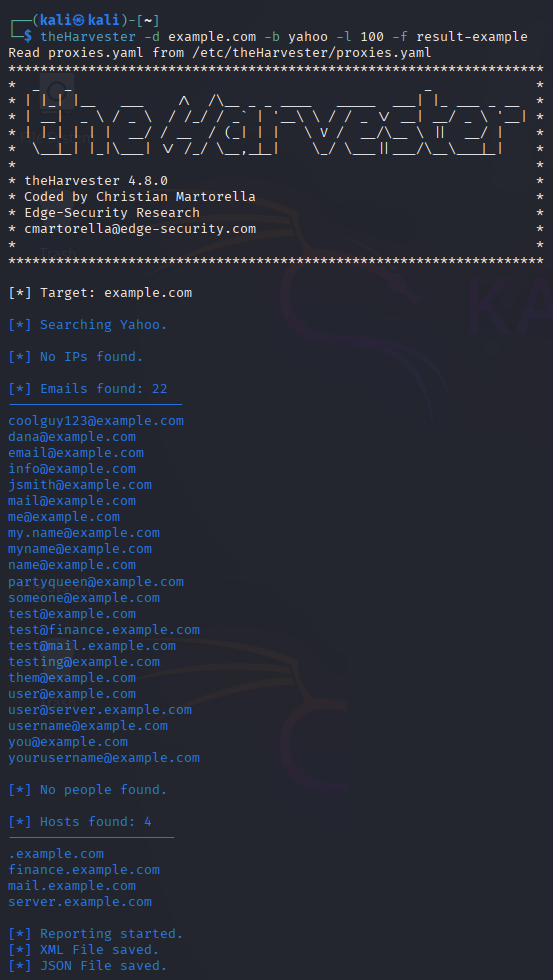 ┌──(kali㉿kali)-[~]
└─$ theHarvester -d example.com -b yahoo -l 100 -f result-example
Read proxies.yaml from /etc/theHarvester/proxies.yaml
*******************************************************************
*  _   _                                            _             *
* | |_| |__   ___    /\  /\__ _ _ ____   _____  ___| |_ ___ _ __  *
* | __|  _ \ / _ \  / /_/ / _` | '__\ \ / / _ \/ __| __/ _ \ '__| *
* | |_| | | |  __/ / __  / (_| | |   \ V /  __/\__ \ ||  __/ |    *
*  \__|_| |_|\___| \/ /_/ \__,_|_|    \_/ \___||___/\__\___|_|    *
*                                                                 *
* theHarvester 4.8.0                                              *
* Coded by Christian Martorella                                   *
* Edge-Security Research                                          *
* cmartorella@edge-security.com                                   *
*                                                                 *
*******************************************************************
[*] Target: example.com
[*] Searching Yahoo.
[*] No IPs found.
[*] Emails found: 22
----------------------
coolguy123@example.com
dana@example.com
email@example.com
info@example.com
jsmith@example.com
mail@example.com
me@example.com
my.name@example.com
myname@example.com
name@example.com
partyqueen@example.com
someone@example.com
test@example.com
test@finance.example.com
test@mail.example.com
testing@example.com
them@example.com
user@example.com
user@server.example.com
username@example.com
you@example.com
yourusername@example.com
[*] No people found.
[*] Hosts found: 4
---------------------
.example.com
finance.example.com
mail.example.com
server.example.com
[*] Reporting started.
[*] XML File saved.
[*] JSON File saved.
KA